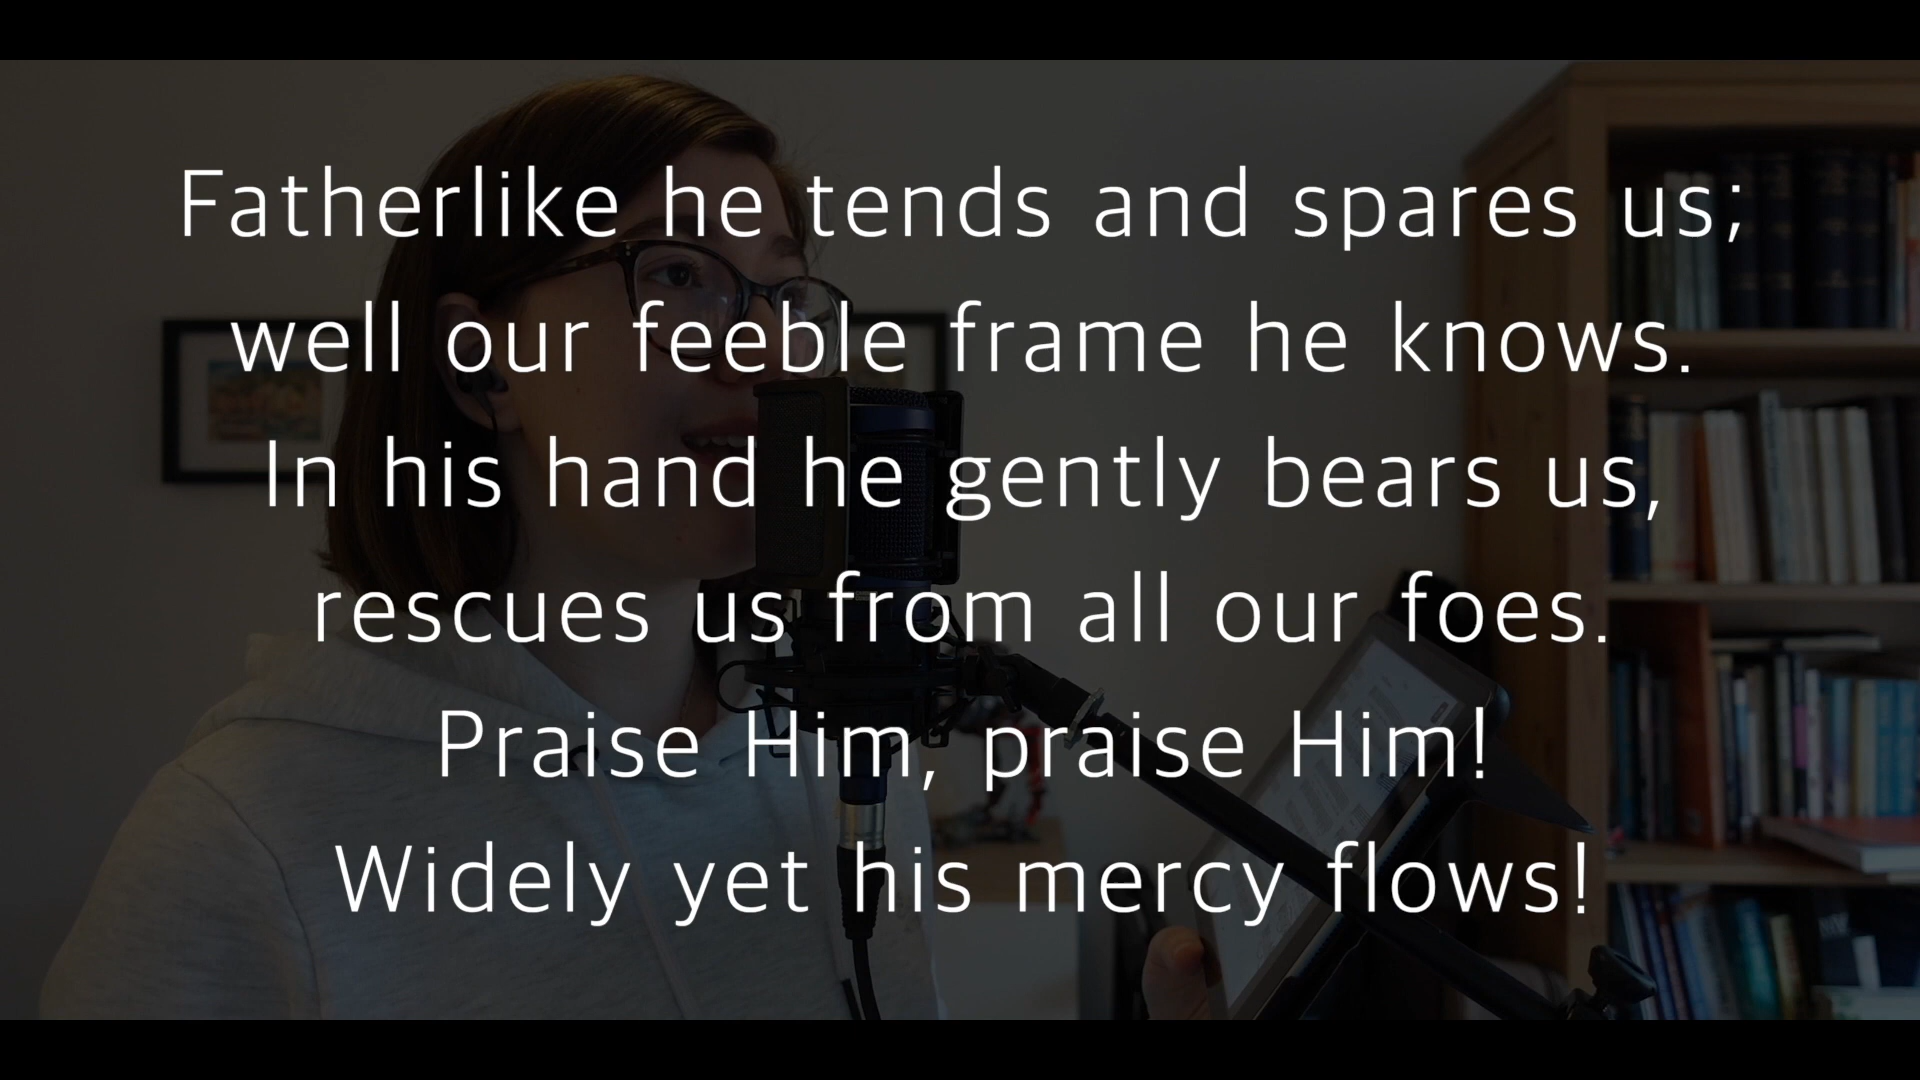 Fatherlike he tends and spares us;
well our feeble frame he knows.
In his hand he gently bears us,
rescues us from all our foes.
Praise Him, praise Him!
Widely yet his mercy flows!